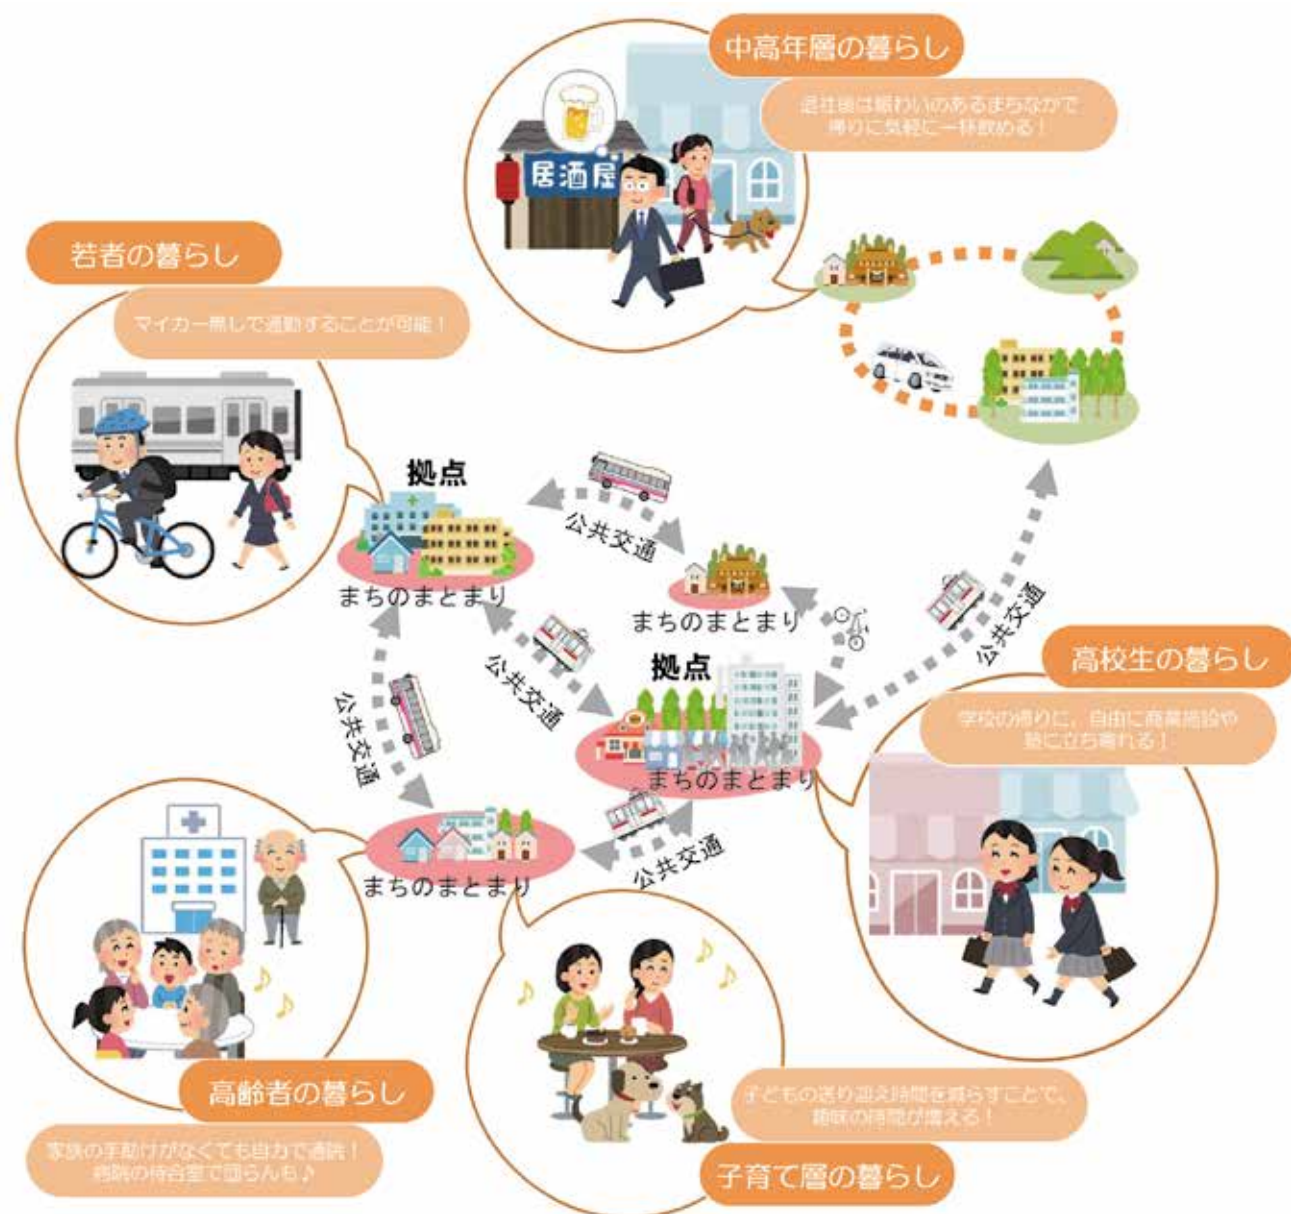 中高年層の暮らし
退社後は賑わいのあるまちなかで
帰りに気軽に一杯飲める！
居酒屋
若者の暮らし
マイカー無しで通勤することが可能！
拠点
公共交通
まちのまとまり
まちのまとまり
公共交通
公共交通
拠点
高校生の暮らし
学校の帰りに、自由に商業施設や
塾に立ち寄れる！
公共交通
まちのまとまり
まちのまとまり
公共交通
高齢者の暮らし
家族の手助けがなくても自力で通院！
病院の待合室で団らんも♪
子どもの送り迎え時間を減らすことで、
趣味の時間が増える！
子育て層の暮らし